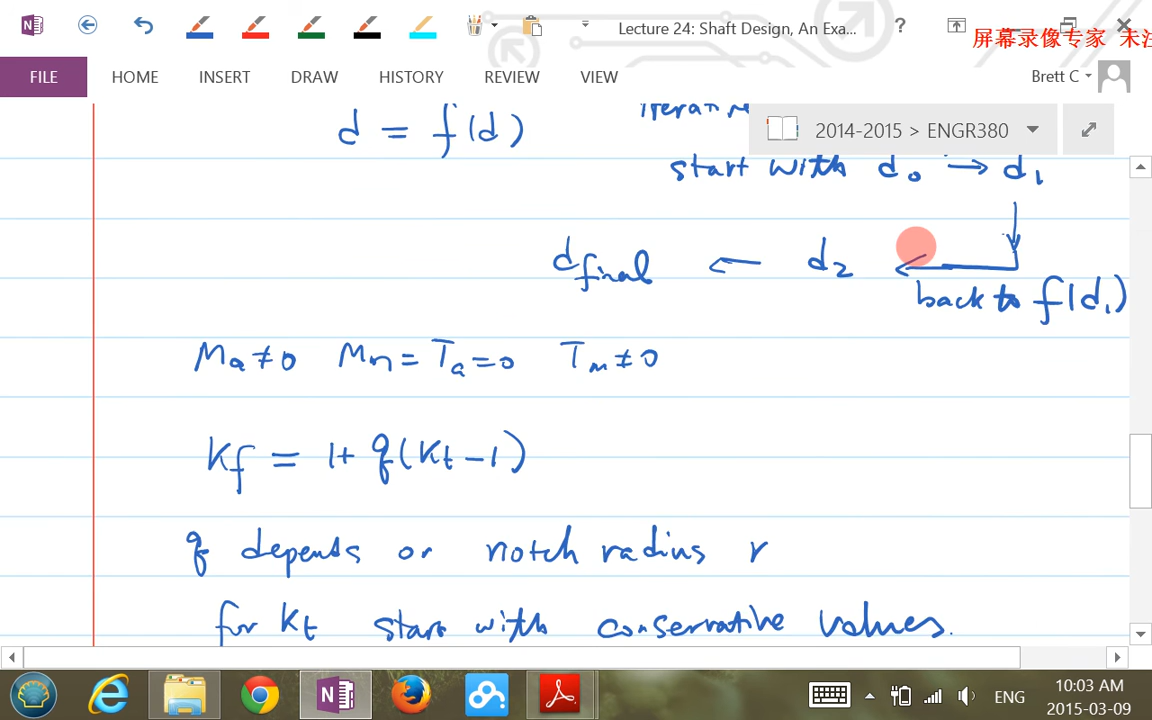 Lecture 24: Shaft Design, An Exa...
?
屏幕录像专家 未
FILE HOME INSERT DRAW HISTORY REVIEW VIEW
Brett C
2014-2015 > ENGR380
d = f(d)
start with d₀ → d₁
d_final ← d₂ ←
back to f(d₁)
Ma ≠ 0 Mm = Ta = 0 Tm ≠ 0
Kf = 1 + q(Kt - 1)
q depends on notch radius r
for Kt start with conservative values.
ENG
10:03 AM
2015-03-09